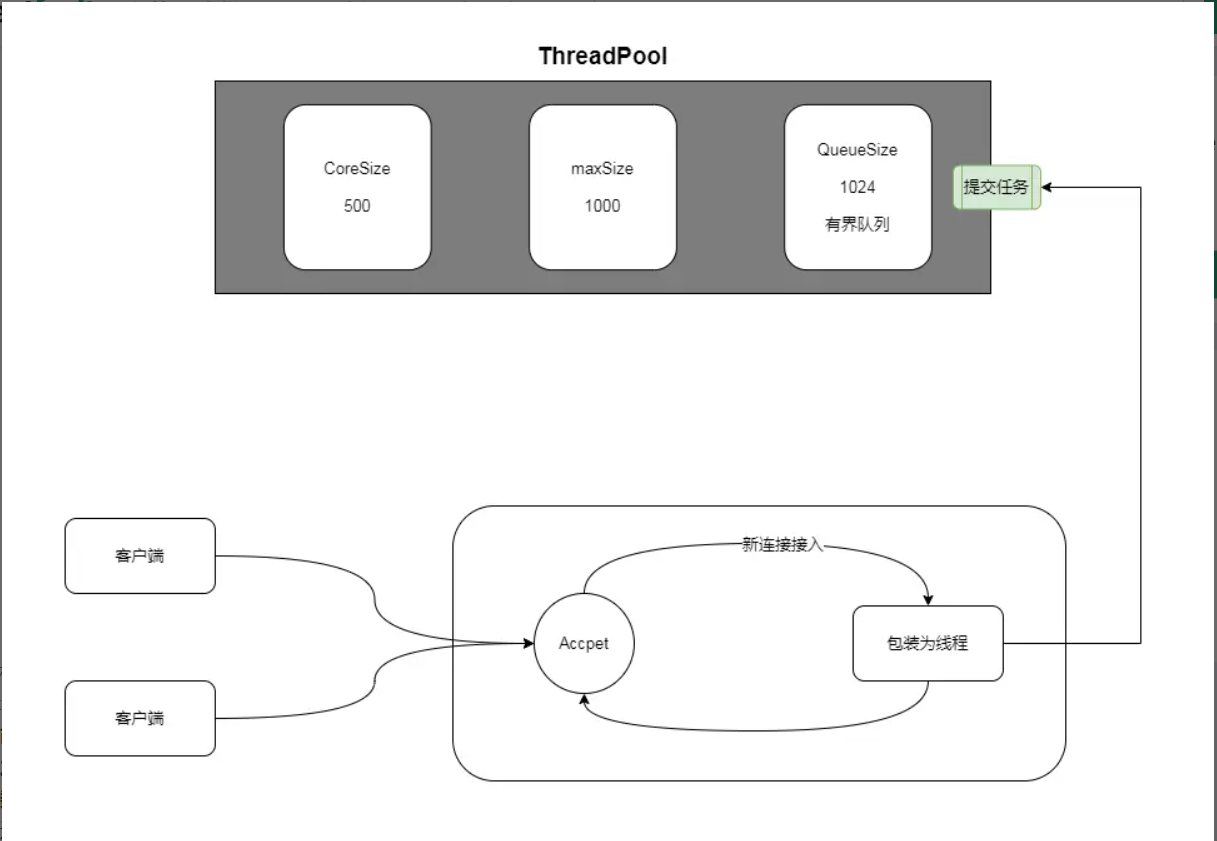 ThreadPool
CoreSize
500
maxSize
1000
QueueSize
1024
有界队列
提交任务
客户端
新连接接入
Accpet
包装为线程
客户端